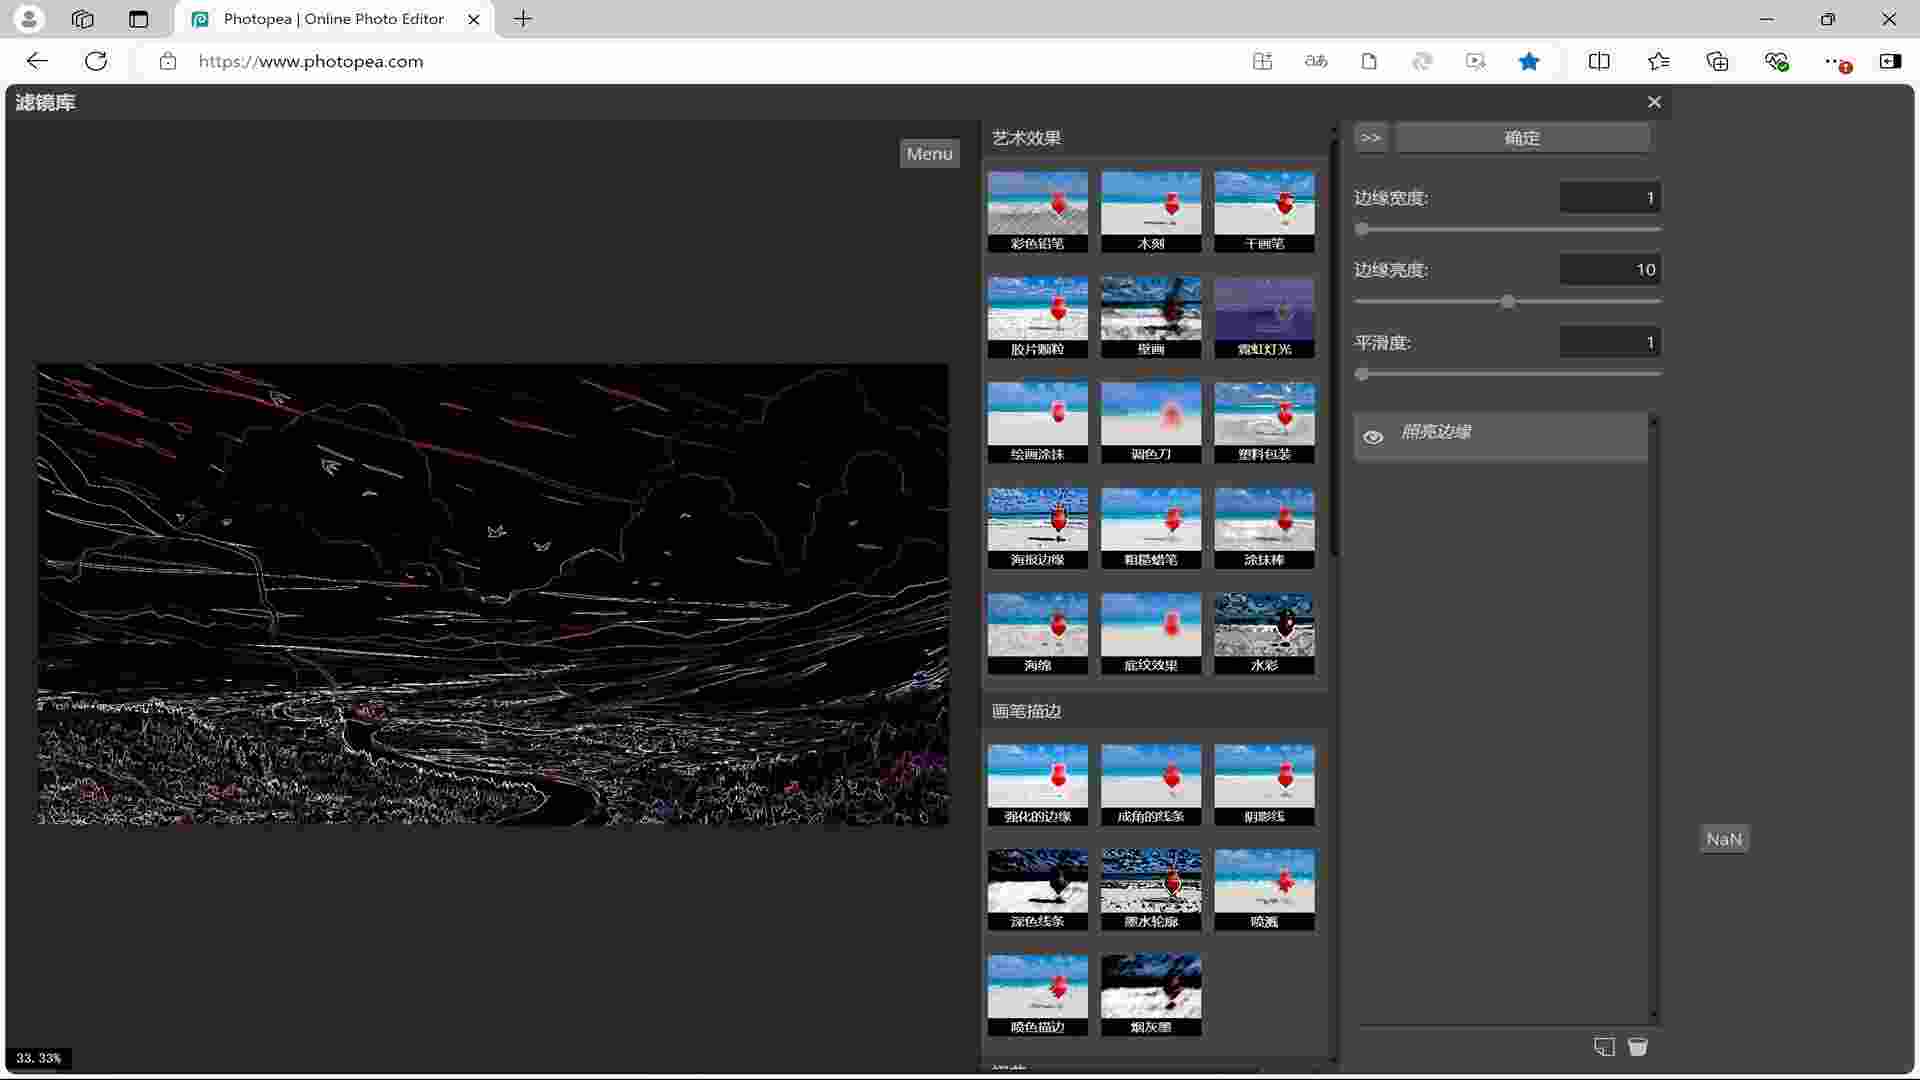 Photopea | Online Photo Editor
https://www.photopea.com
滤镜库
Menu
艺术效果
>>
确定
彩色铅笔
木刻
干画笔
边缘宽度:
1
边缘亮度:
10
胶片颗粒
壁画
霓虹灯光
平滑度:
1
绘画涂抹
调色刀
塑料包装
照亮边缘
海报边缘
粗糙蜡笔
涂抹棒
海绵
底纹效果
水彩
画笔描边
强化的边缘
成角的线条
阴影线
NaN
深色线条
墨水轮廓
喷溅
喷色描边
烟灰墨
33.33%